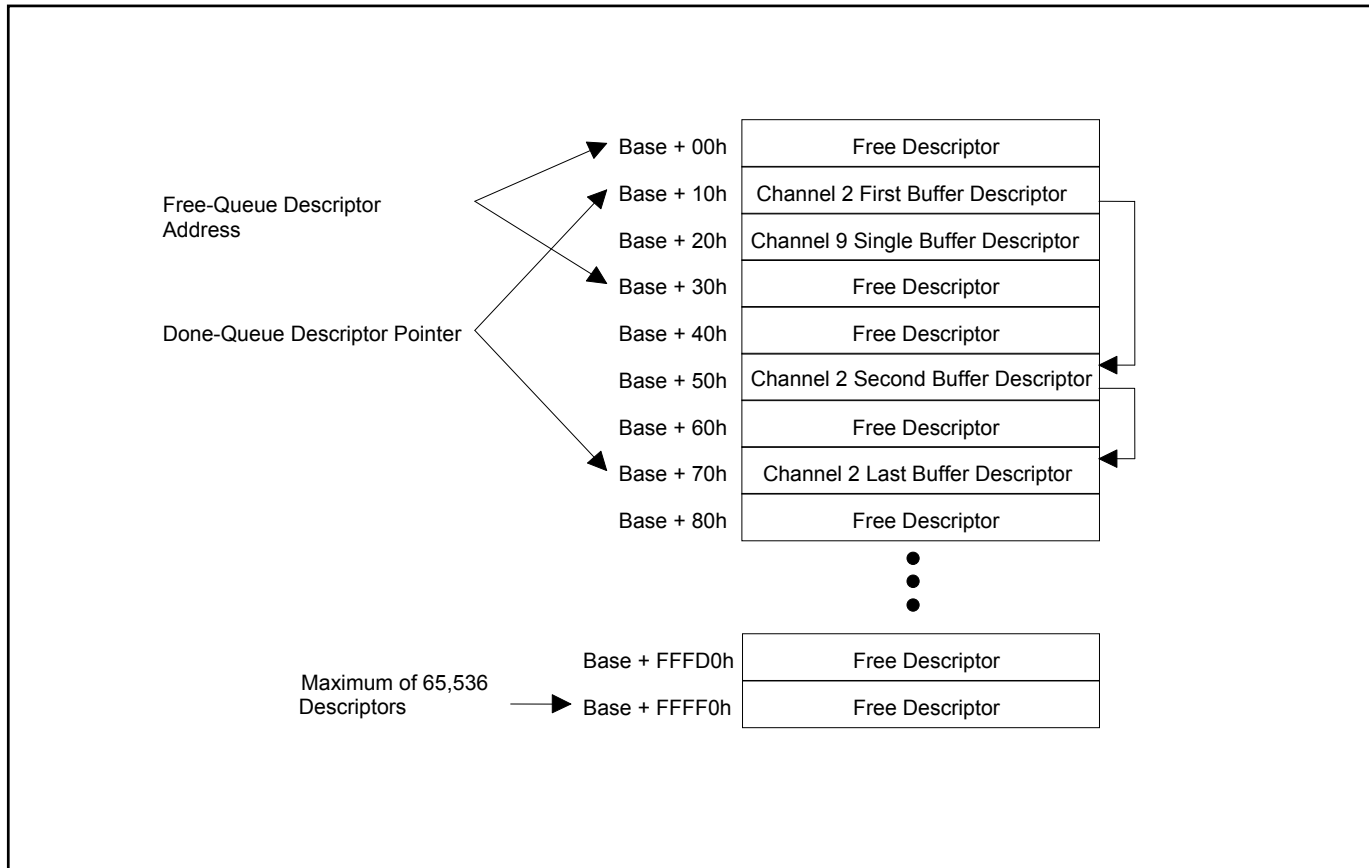 Base + 00h Free Descriptor
Free-Queue Descriptor
Address
Base + 10h Channel 2 First Buffer Descriptor
Base + 20h Channel 9 Single Buffer Descriptor
Base + 30h Free Descriptor
Done-Queue Descriptor Pointer
Base + 40h Free Descriptor
Base + 50h Channel 2 Second Buffer Descriptor
Base + 60h Free Descriptor
Base + 70h Channel 2 Last Buffer Descriptor
Base + 80h Free Descriptor
Base + FFFD0h Free Descriptor
Maximum of 65,536
Descriptors
Base + FFFF0h Free Descriptor